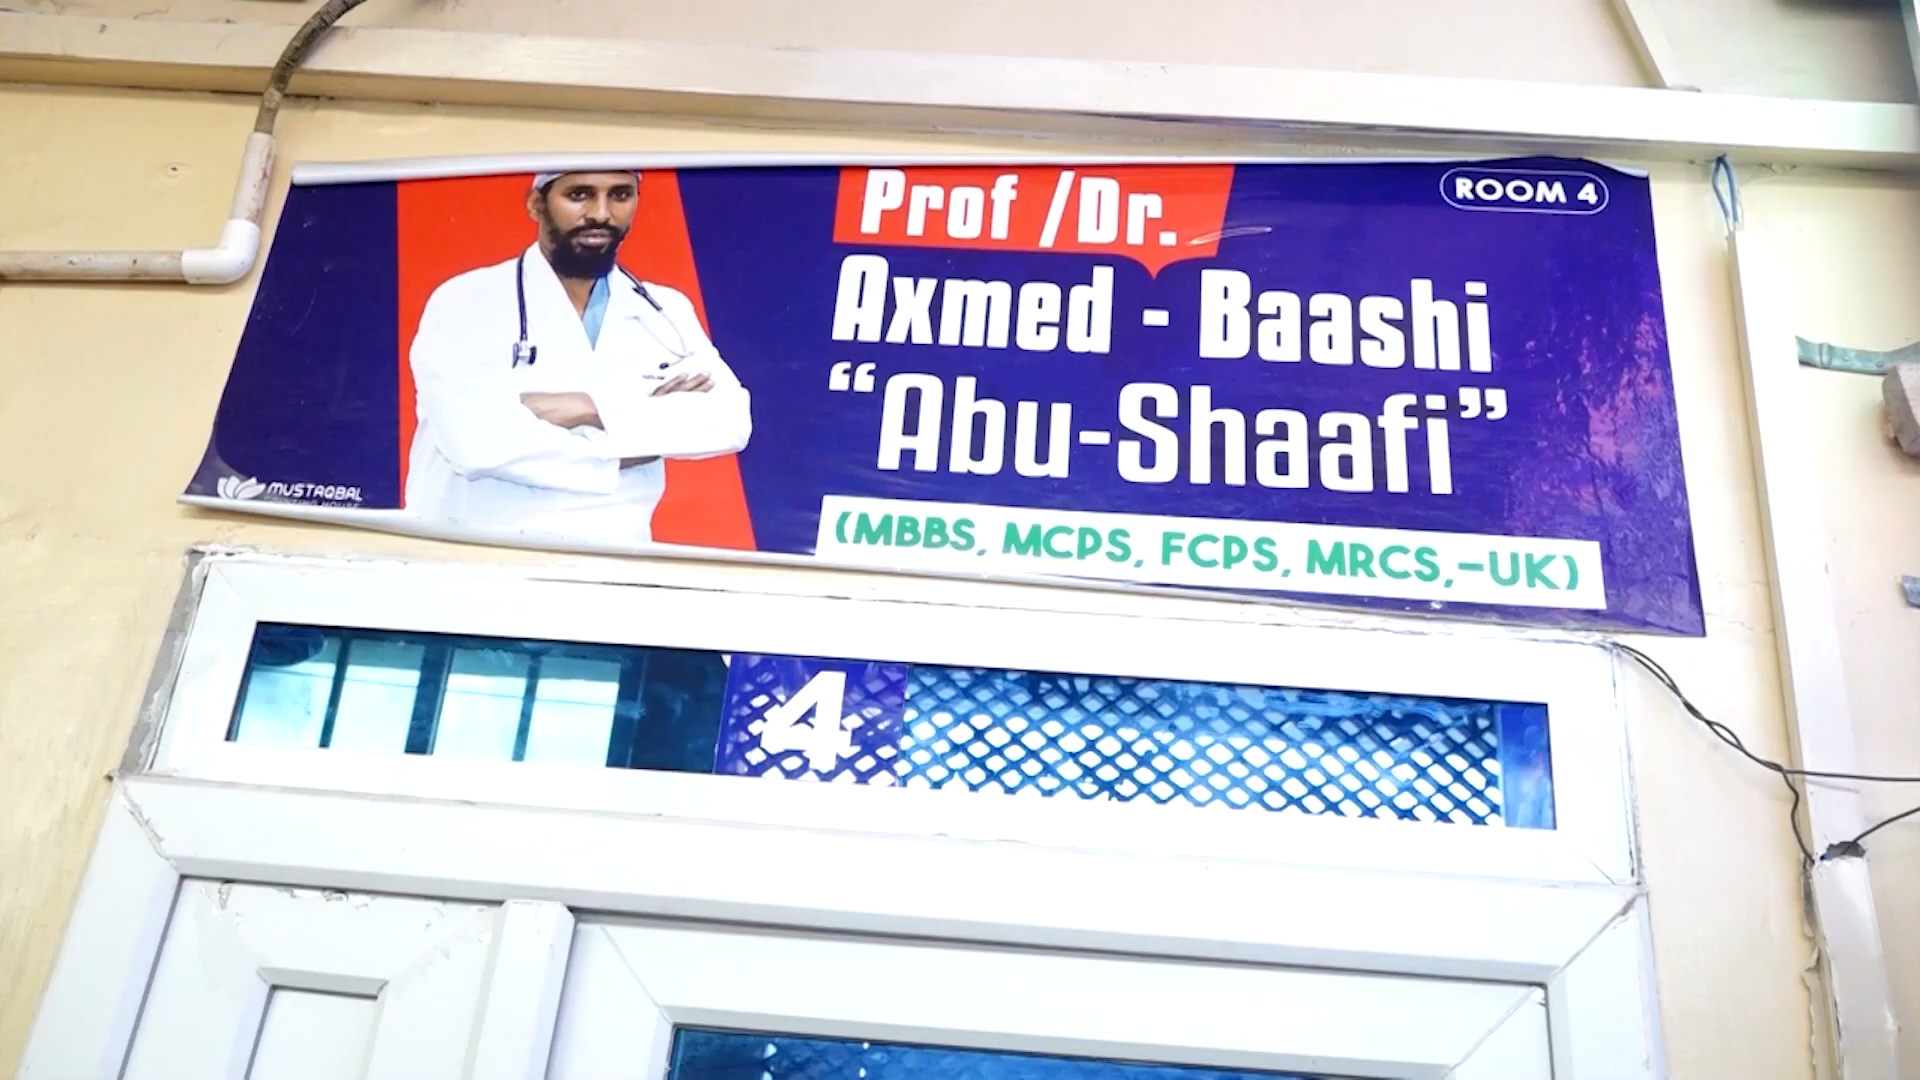 Prof /Dr.
ROOM 4
Axmed - Baashi
“Abu-Shaafi”
(MBBS, MCPS, FCPS, MRCS,-UK)
MUSTAQBAL
4